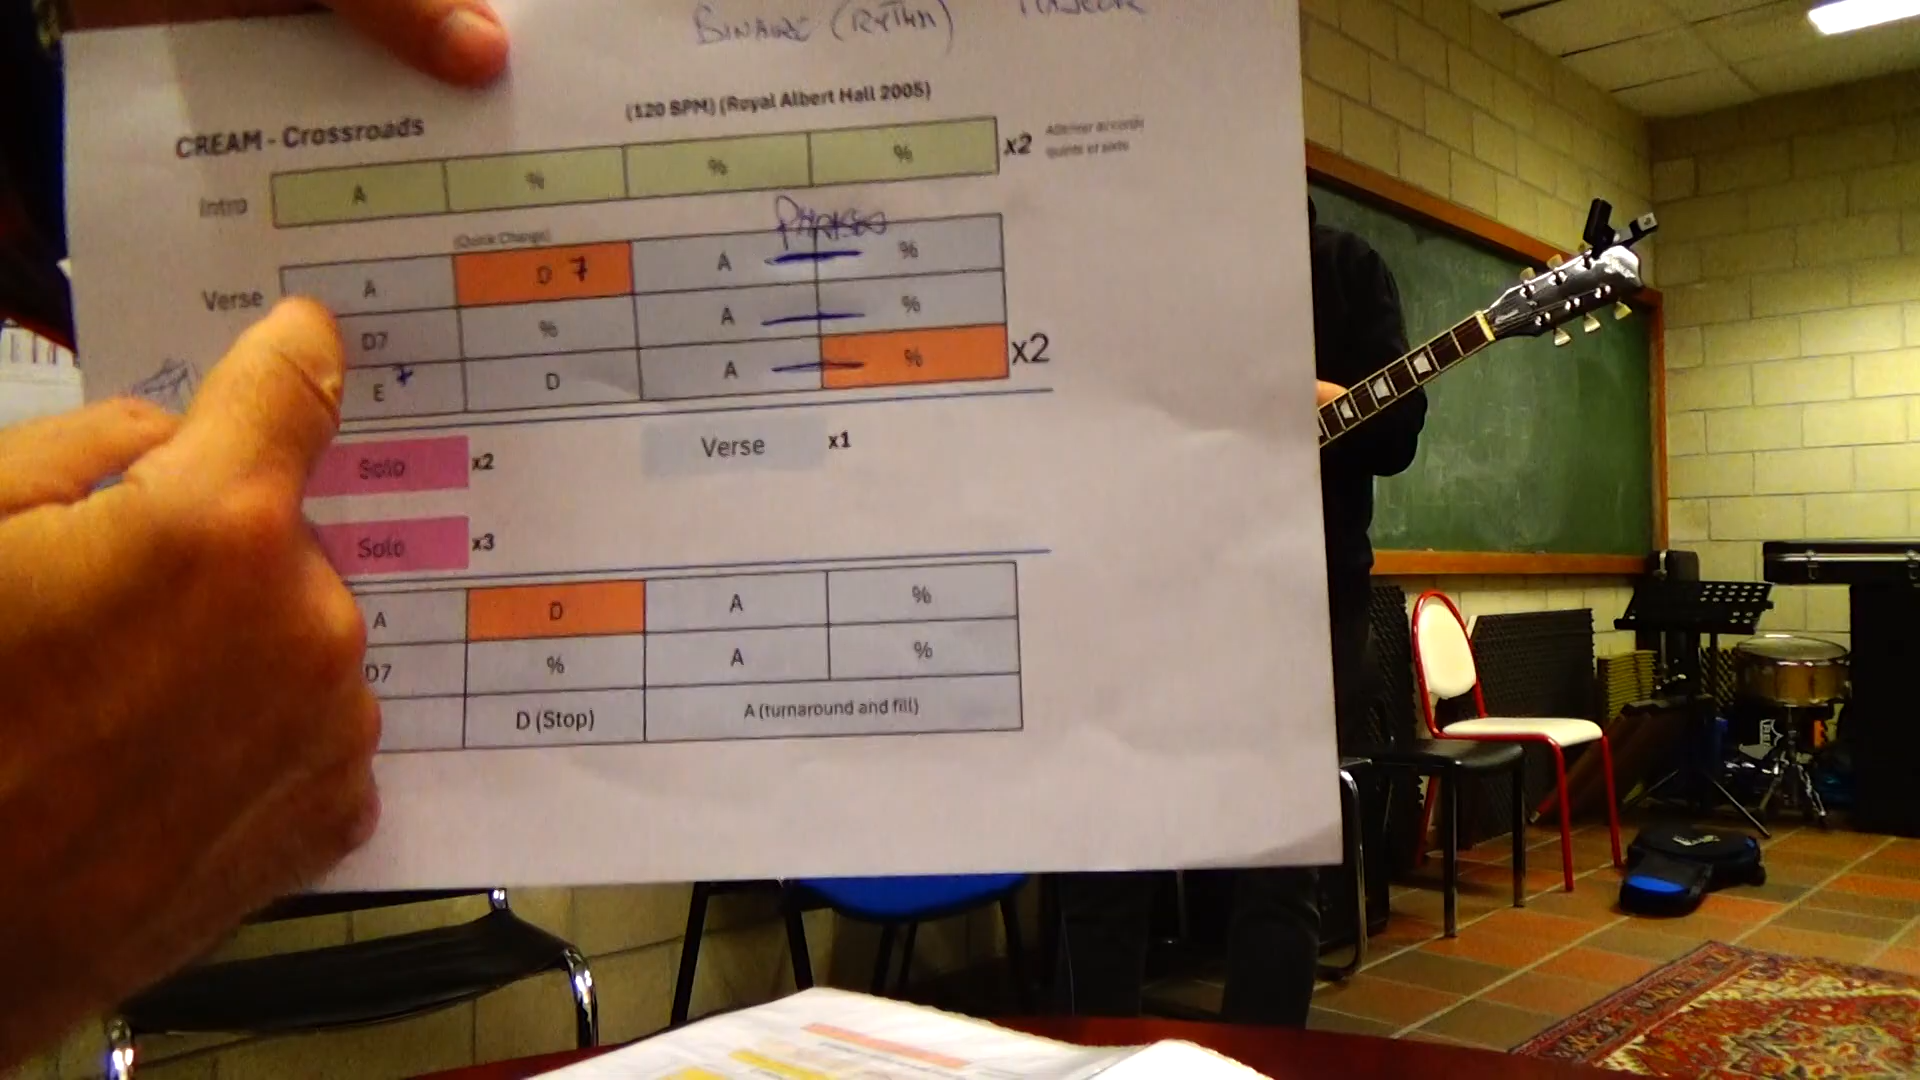 BINAIRE (RYTHM) MAJEUR
(120 BPM) (Royal Albert Hall 2005)
CREAM - Crossroads
Intro A % % % x2
(Quick Change) PHRASES
Verse A D 7 A %
D7 % A %
E 7 D A % x2
Solo x2 Verse x1
Solo x3
A D A %
D7 % A %
D (Stop) A (turnaround and fill)